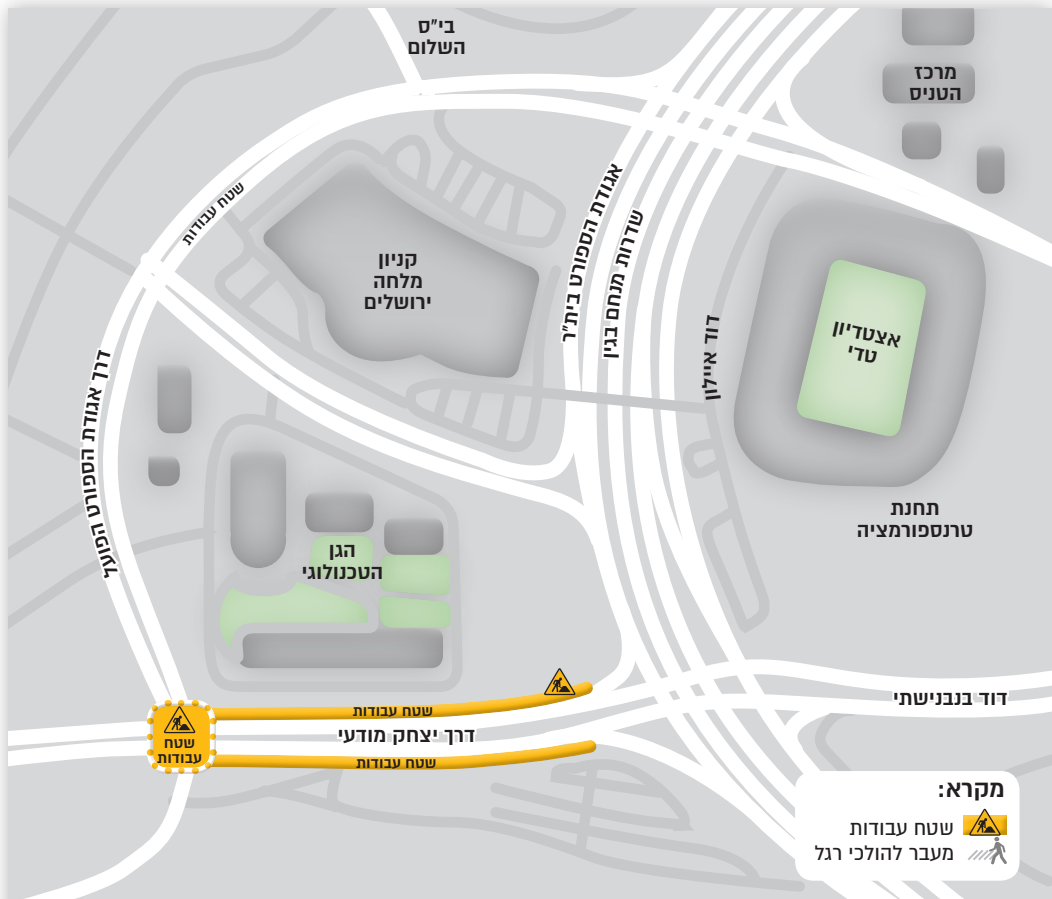 בי"ס
השלום
מרכז
הטניס
שטח עבודות
אגודת הספורט בית"ר
שדרות מנחם בגין
קניון
מלחה
ירושלים
דוד איילון
אצטדיון
טדי
דרך אגודת הספורט הפועל
תחנת
טרנספורמציה
הגן
הטכנולוגי
דוד בנבנישתי
שטח עבודות
דרך יצחק מודעי
שטח
עבודות
שטח עבודות
מקרא:
שטח עבודות
מעבר להולכי רגל